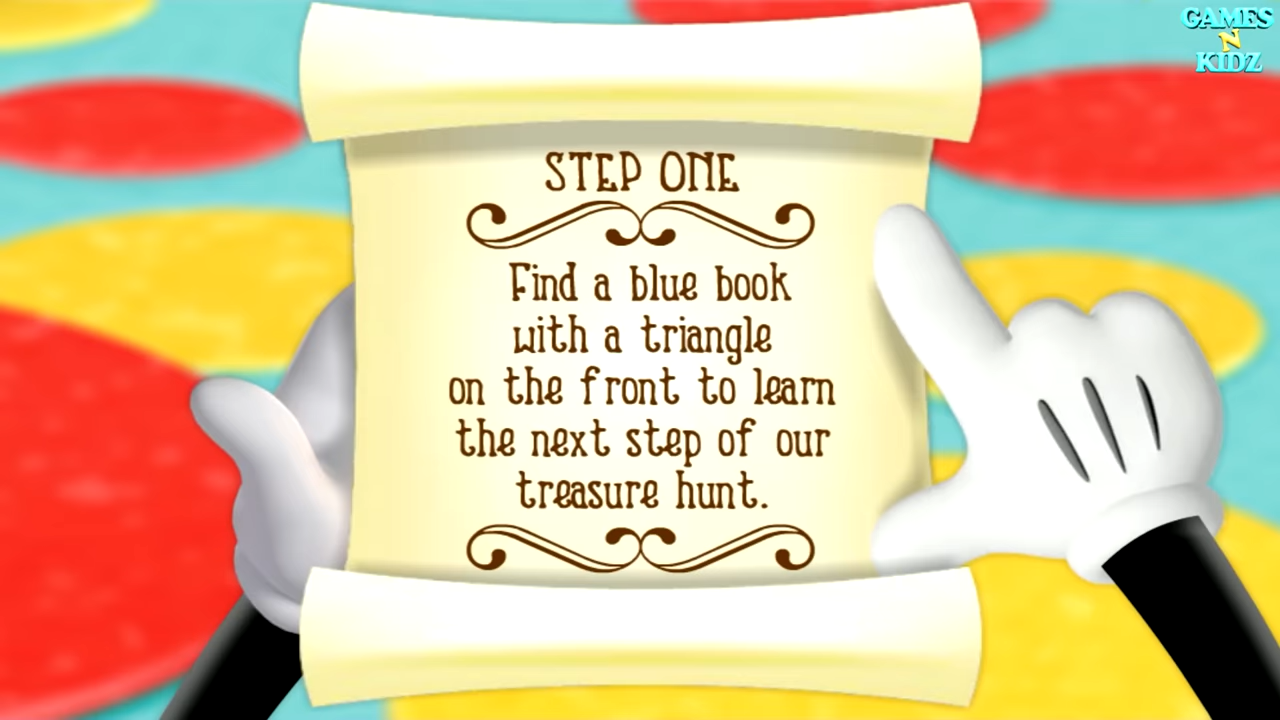 GAMES
N
KIDZ
STEP ONE
Find a blue book
with a triangle
on the front to learn
the next step of our
treasure hunt.